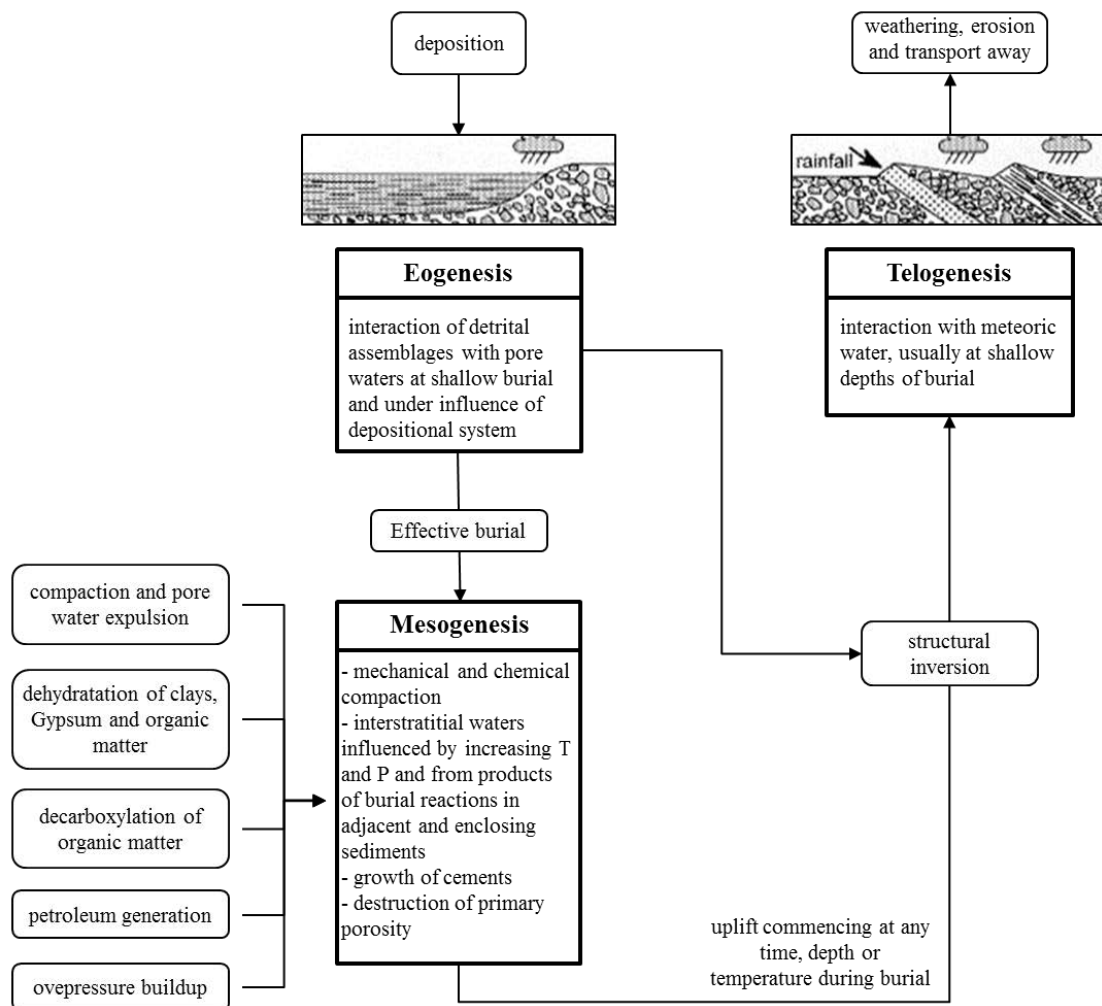 deposition
weathering, erosion
and transport away
rainfall
Eogenesis
interaction of detrital
assemblages with pore
waters at shallow burial
and under influence of
depositional system
Telogenesis
interaction with meteoric
water, usually at shallow
depths of burial
Effective burial
compaction and pore
water expulsion
dehydratation of clays,
Gypsum and organic
matter
decarboxylation of
organic matter
petroleum generation
ovepressure buildup
Mesogenesis
- mechanical and chemical
compaction
- interstratitial waters
influenced by increasing T
and P and from products
of burial reactions in
adjacent and enclosing
sediments
- growth of cements
- destruction of primary
porosity
structural
inversion
uplift commencing at any
time, depth or
temperature during burial